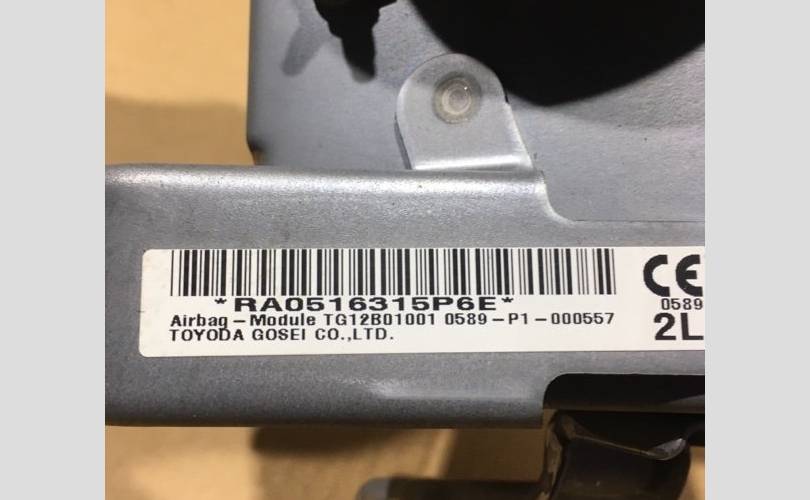 *RA0516315P6E*
Airbag-Module TG12B01001 0589-P1-000557
TOYODA GOSEI CO.,LTD.
CE
0589
2L